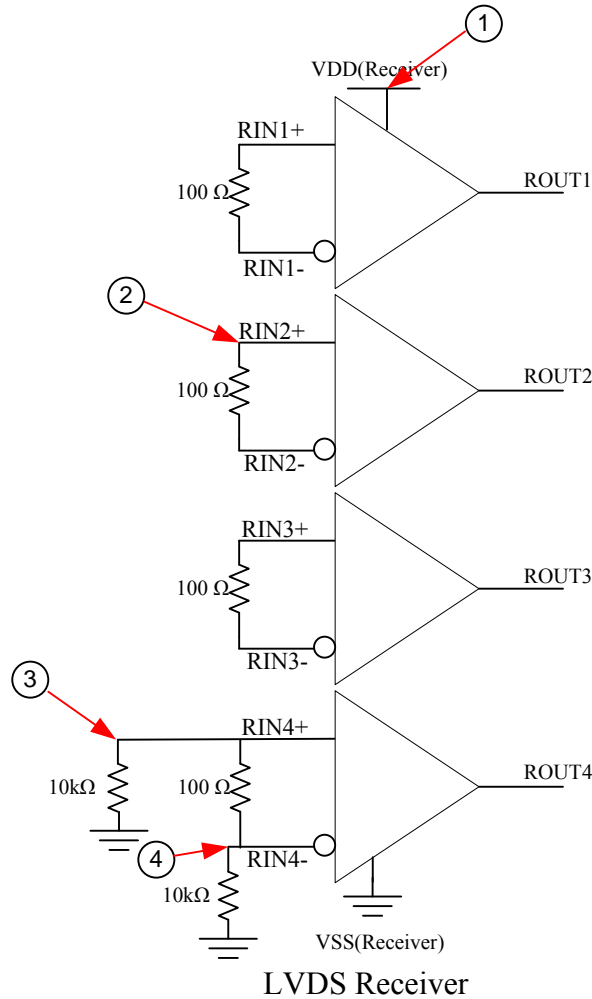 1
VDD(Receiver)
RIN1+
100 Ω
ROUT1
RIN1-
2
RIN2+
100 Ω
ROUT2
RIN2-
RIN3+
100 Ω
ROUT3
RIN3-
3
RIN4+
10kΩ
100 Ω
ROUT4
4
RIN4-
10kΩ
VSS(Receiver)
LVDS Receiver